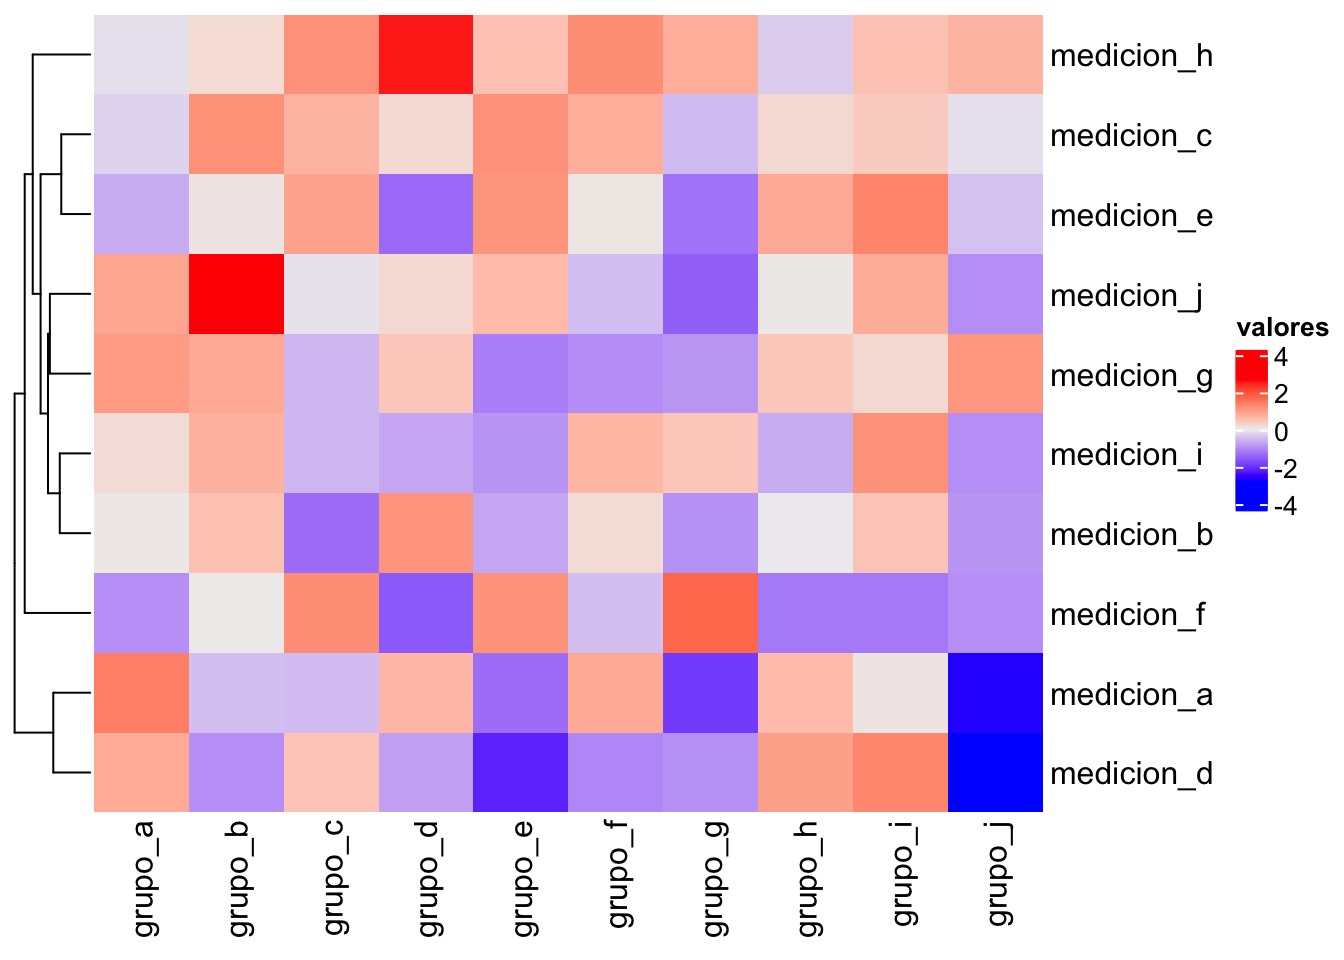 medicion_h
medicion_c
medicion_e
medicion_j
medicion_g
medicion_i
medicion_b
medicion_f
medicion_a
medicion_d
valores
4
2
0
-2
-4
grupo_a
grupo_b
grupo_c
grupo_d
grupo_e
grupo_f
grupo_g
grupo_h
grupo_i
grupo_j